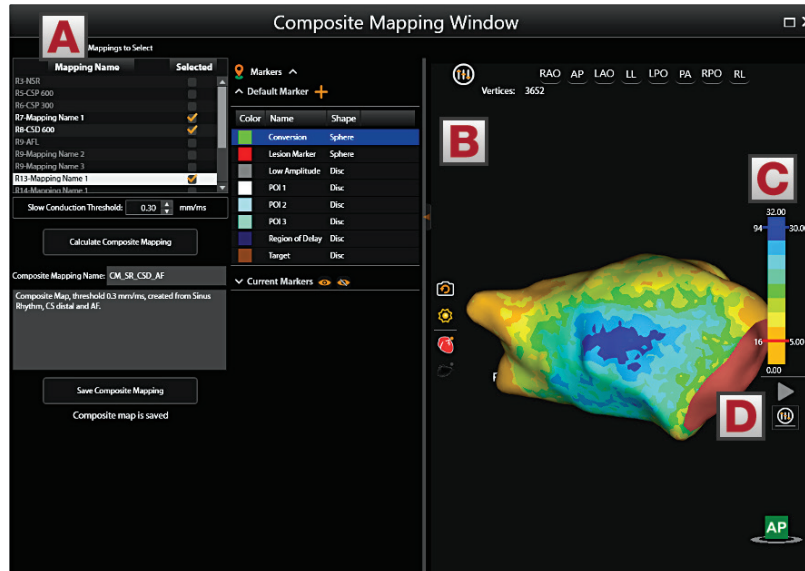 Composite Mapping Window
A
Mappings to Select
Mapping Name Selected
R3-NSR
R5-CSP 600
R6-CSP 300
R7-Mapping Name 1
R8-CSD 600
R9-AFL
R9-Mapping Name 2
R9-Mapping Name 3
R13-Mapping Name 1
R14-Mapping Name 1
Slow Conduction Threshold: 0.30 mm/ms
Calculate Composite Mapping
Composite Mapping Name: CM_SR_CSD_AF
Composite Map, threshold 0.3 mm/ms, created from Sinus
Rhythm, CS distal and AF.
Save Composite Mapping
Composite map is saved
Markers
Default Marker
Color Name Shape
Conversion Sphere
Lesion Marker Sphere
Low Amplitude Disc
POI 1 Disc
POI 2 Disc
POI 3 Disc
Region of Delay Disc
Target Disc
Current Markers
RAO AP LAO LL LPO PA RPO RL
Vertices: 3652
B
C
32.00
94 30.00
16 5.00
0.00
D
AP